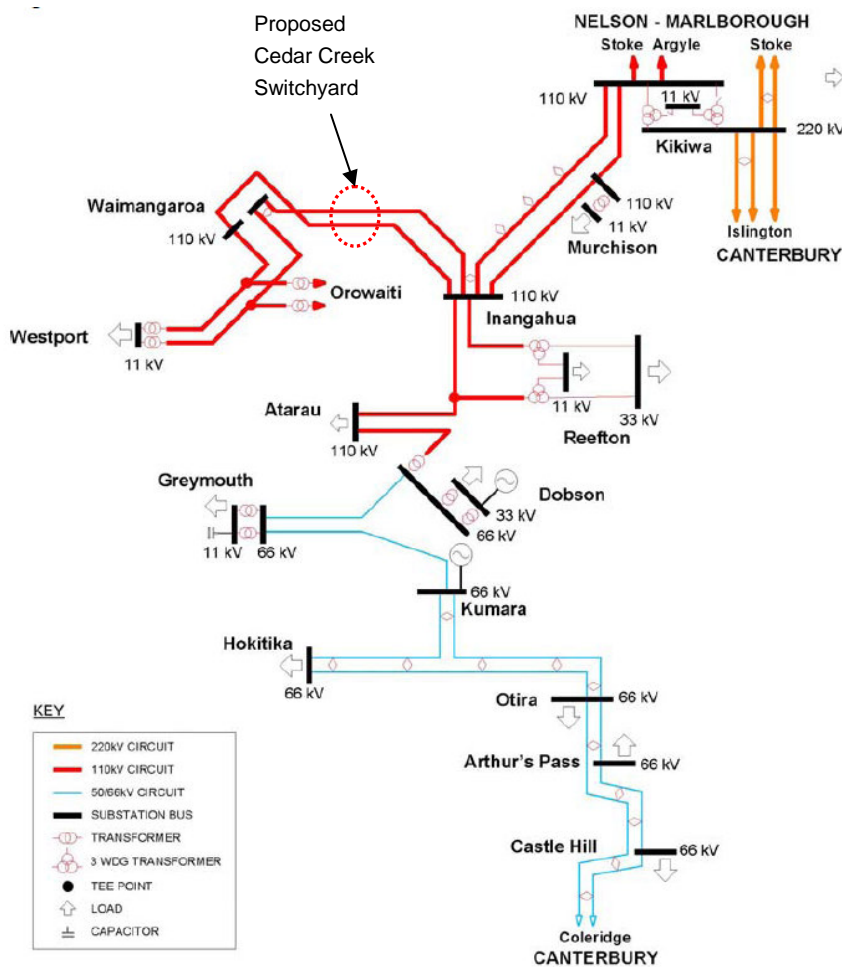 Proposed
Cedar Creek
Switchyard
NELSON - MARLBOROUGH
Stoke Argyle Stoke
110 kV
11 kV
220 kV
Kikiwa
Waimangaroa
110 kV
110 kV
11 kV
Murchison
Islington
CANTERBURY
Orowaiti
110 kV
Inangahua
Westport
11 kV
Atarau
110 kV
11 kV
33 kV
Reefton
Greymouth
Dobson
33 kV
66 kV
11 kV
66 kV
66 kV
Kumara
Hokitika
66 kV
Otira
66 kV
Arthur's Pass
66 kV
Castle Hill
66 kV
Coleridge
CANTERBURY
KEY
220kV CIRCUIT
110kV CIRCUIT
50/66kV CIRCUIT
SUBSTATION BUS
TRANSFORMER
3 WDG TRANSFORMER
TEE POINT
LOAD
CAPACITOR